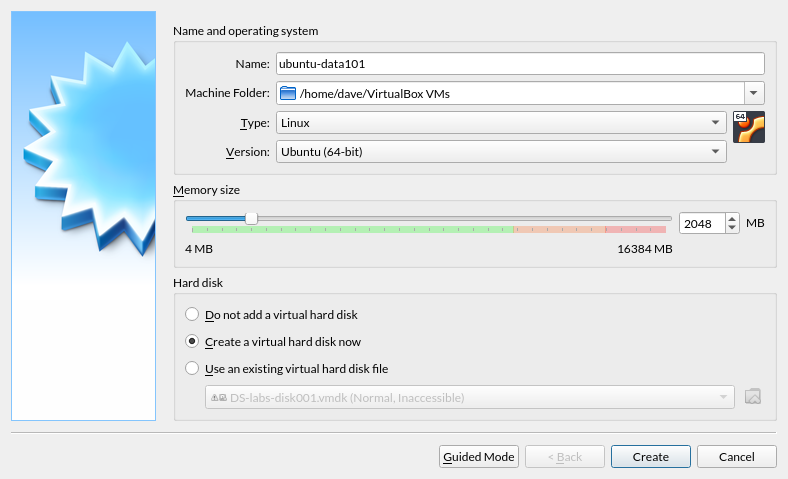 Name and operating system
Name: ubuntu-data101
Machine Folder: /home/dave/VirtualBox VMs
Type: Linux
64
Version: Ubuntu (64-bit)
Memory size
2048 MB
4 MB 16384 MB
Hard disk
Do not add a virtual hard disk
Create a virtual hard disk now
Use an existing virtual hard disk file
DS-labs-disk001.vmdk (Normal, Inaccessible)
Guided Mode < Back Create Cancel